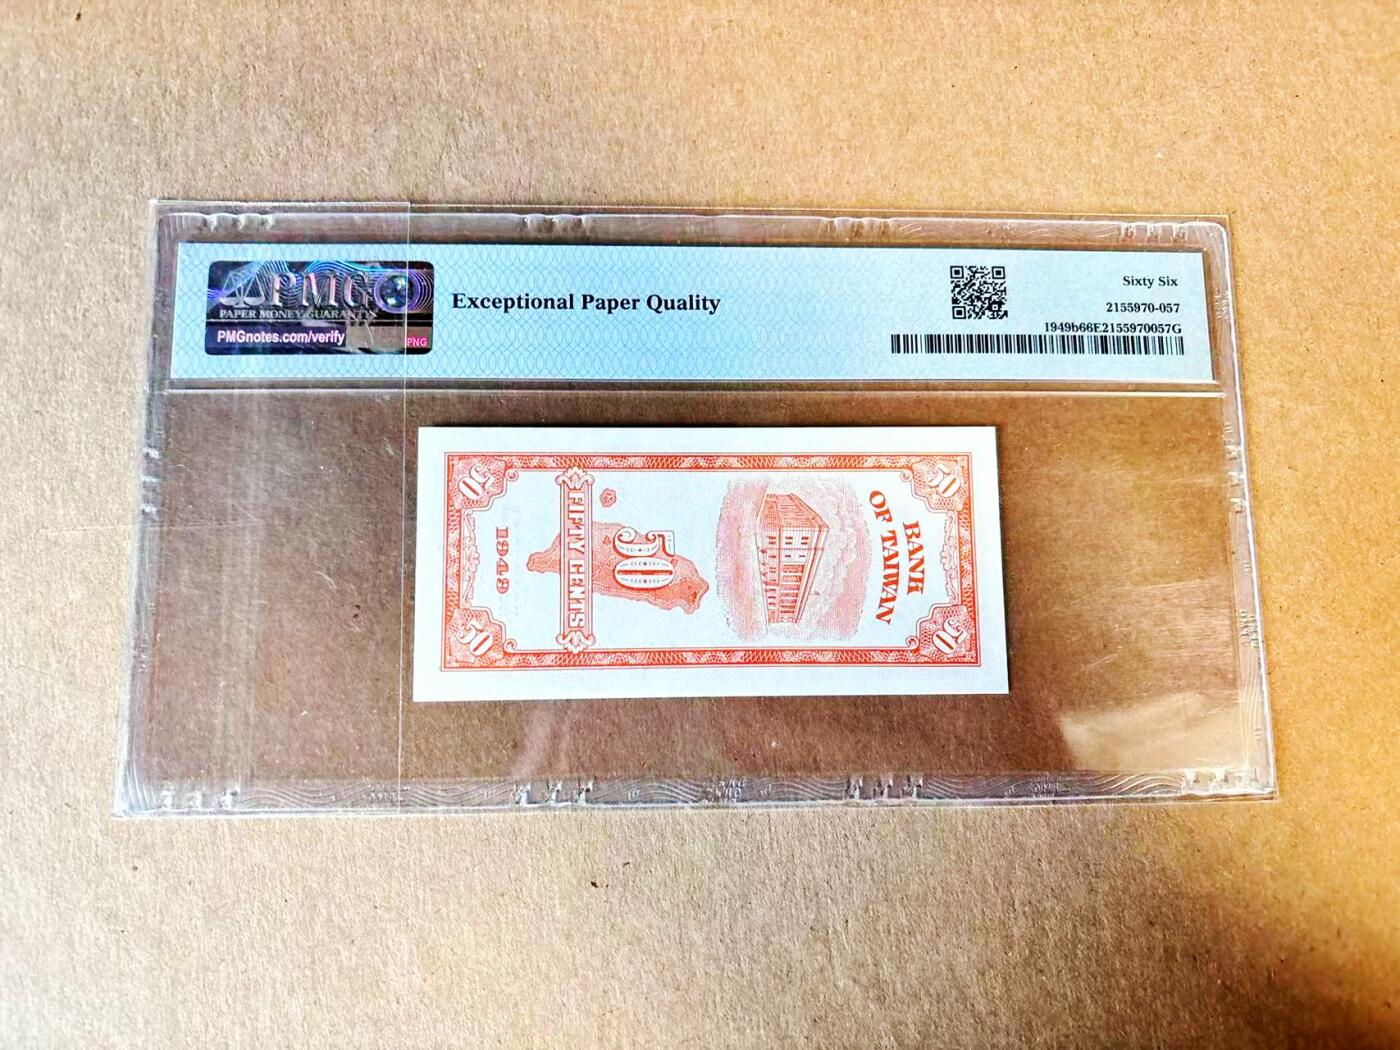 PMG
PAPER MONEY GUARANTY
PMGnotes.com/verify
PNG
Exceptional Paper Quality
Sixty Six
2155970-057
1949b66E2155970057G
BANK
OF TAIWAN
50
FIFTY CENTS
1949
50
50
50
50